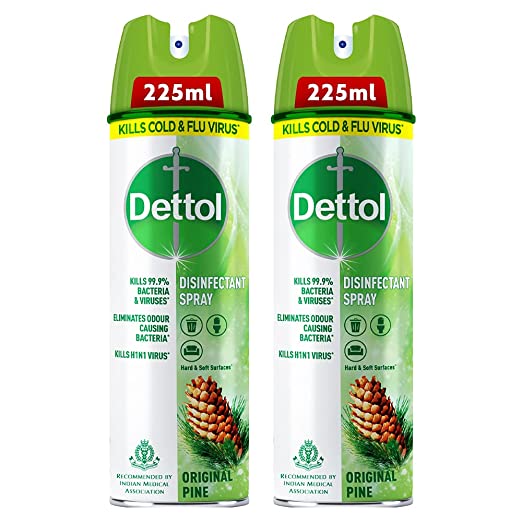 225ml
KILLS COLD & FLU VIRUS*
Dettol
KILLS 99.9%
BACTERIA
& VIRUSES*
DISINFECTANT
SPRAY
ELIMINATES ODOUR
CAUSING
BACTERIA*
KILLS H1N1 VIRUS*
Hard & Soft Surfaces*
RECOMMENDED BY
INDIAN MEDICAL
ASSOCIATION
ORIGINAL
PINE
225ml
KILLS COLD & FLU VIRUS*
Dettol
KILLS 99.9%
BACTERIA
& VIRUSES*
DISINFECTANT
SPRAY
ELIMINATES ODOUR
CAUSING
BACTERIA*
KILLS H1N1 VIRUS*
Hard & Soft Surfaces*
RECOMMENDED BY
INDIAN MEDICAL
ASSOCIATION
ORIGINAL
PINE